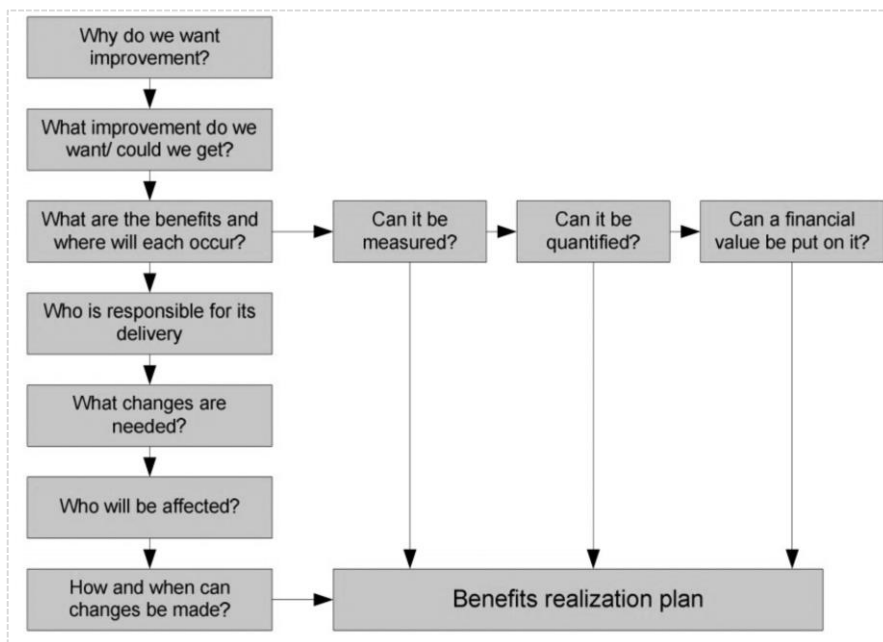 Why do we want
improvement?
What improvement do we
want/ could we get?
What are the benefits and
where will each occur?
Can it be
measured?
Can it be
quantified?
Can a financial
value be put on it?
Who is responsible for its
delivery
What changes are
needed?
Who will be affected?
How and when can
changes be made?
Benefits realization plan